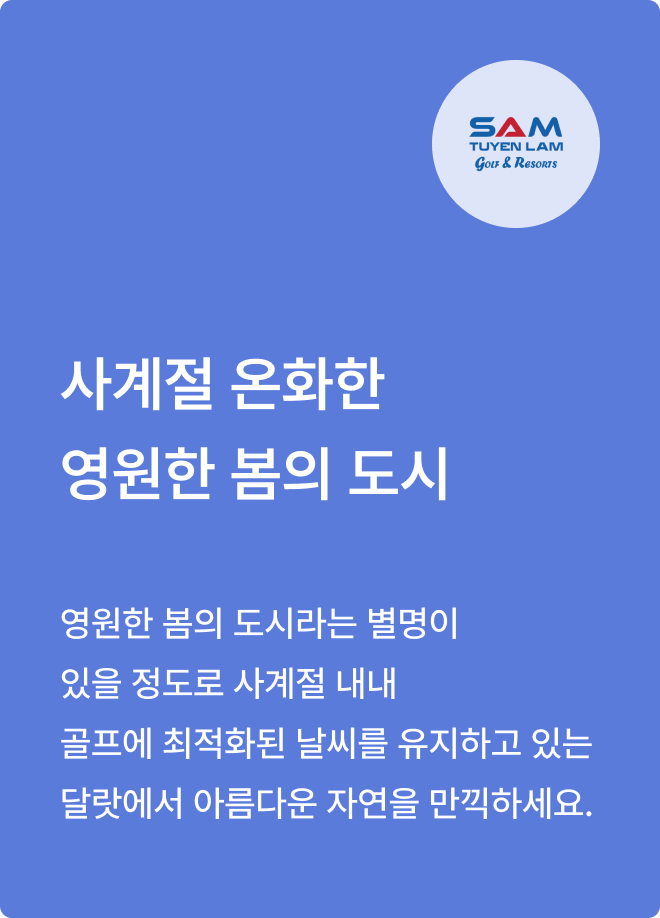 SAM
TUYEN LAM
GOLF & RESORTS
사계절 온화한
영원한 봄의 도시
영원한 봄의 도시라는 별명이
있을 정도로 사계절 내내
골프에 최적화된 날씨를 유지하고 있는
달랏에서 아름다운 자연을 만끽하세요.